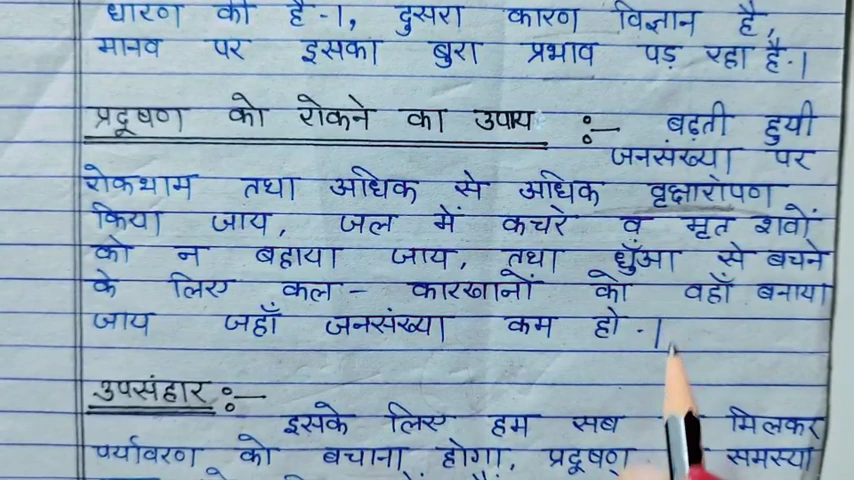 धारण की है -।, दुसरा कारण विज्ञान है,
मानव पर इसका बुरा प्रभाव पड़ रहा है.।
प्रदूषण को रोकने का उपाय :- बढ़ती हुयी
जनसंख्या पर
रोकथाम तथा अधिक से अधिक वृक्षारोपण
किया जाय, जल में कचरे व मृत शवों
को न बहाया जाय, तथा धुँआ से बचने
के लिए कल - कारखानों को वहाँ बनाया
जाय जहाँ जनसंख्या कम हो.।
उपसंहार :-
इसके लिए हम सब मिलकर
पर्यावरण को बचाना होगा, प्रदूषण समस्या